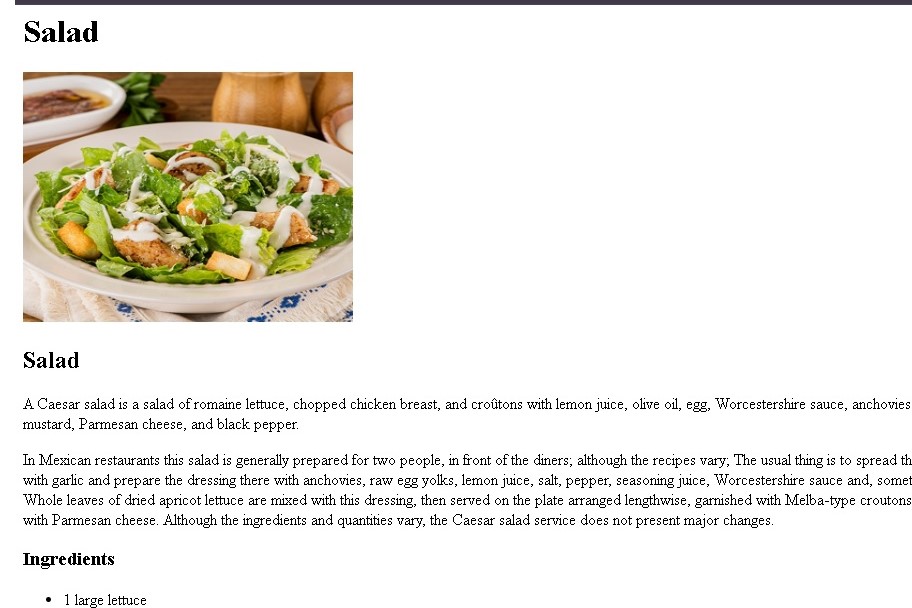 Salad
Salad
A Caesar salad is a salad of romaine lettuce, chopped chicken breast, and croûtons with lemon juice, olive oil, egg, Worcestershire sauce, anchovies
mustard, Parmesan cheese, and black pepper.
In Mexican restaurants this salad is generally prepared for two people, in front of the diners; although the recipes vary; The usual thing is to spread
with garlic and prepare the dressing there with anchovies, raw egg yolks, lemon juice, salt, pepper, seasoning juice, Worcestershire sauce and,
Whole leaves of dried apricot lettuce are mixed with this dressing, then served on the plate arranged lengthwise, garnished with Melba-type croutons
with Parmesan cheese. Although the ingredients and quantities vary, the Caesar salad service does not present major changes.
Ingredients
• 1 large lettuce